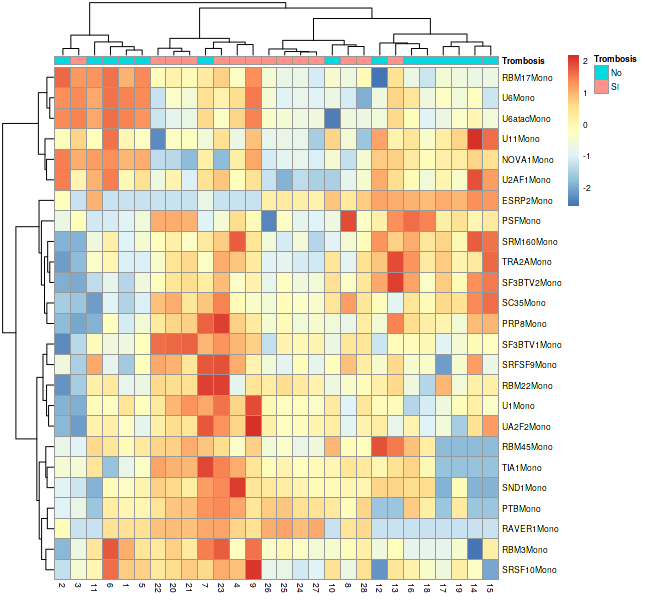 Trombosis
RBM17Mono
U6Mono
U6atacMono
U11Mono
NOVA1Mono
U2AF1Mono
ESRP2Mono
PSFMono
SRM160Mono
TRA2AMono
SF3BTV2Mono
SC35Mono
PRP8Mono
SF3BTV1Mono
SRFSF9Mono
RBM22Mono
U1Mono
UA2F2Mono
RBM45Mono
TIA1Mono
SND1Mono
PTBMono
RAVER1Mono
RBM3Mono
SRSF10Mono
2 3 11 6 1 5 22 20 21 7 23 4 9 26 25 24 27 10 8 28 12 13 16 18 17 19 14 15
2
1
0
-1
-2
Trombosis
No
SI